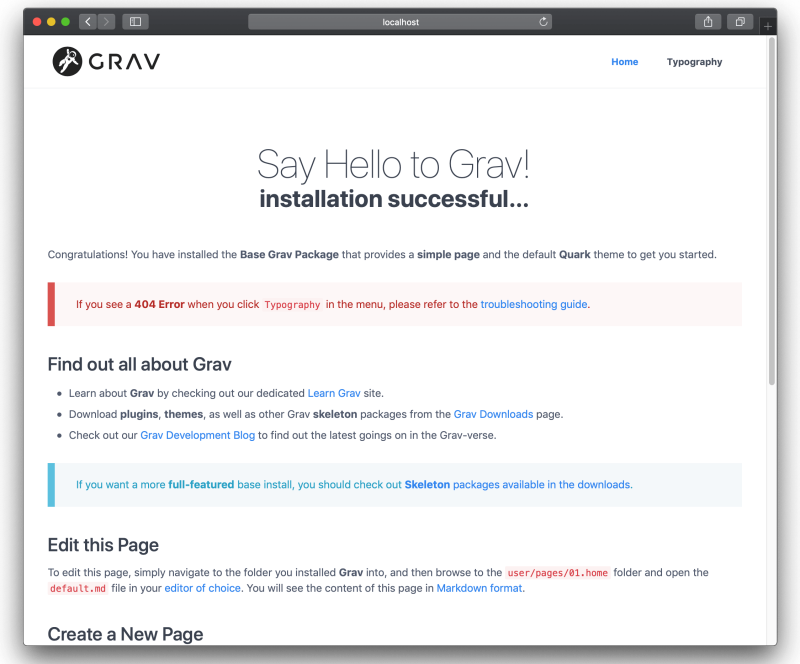 localhost
GRAV
Home Typography
Say Hello to Grav!
installation successful...
Congratulations! You have installed the Base Grav Package that provides a simple page and the default Quark theme to get you started.
If you see a 404 Error when you click Typography in the menu, please refer to the troubleshooting guide.
Find out all about Grav
• Learn about Grav by checking out our dedicated Learn Grav site.
• Download plugins, themes, as well as other Grav skeleton packages from the Grav Downloads page.
• Check out our Grav Development Blog to find out the latest goings on in the Grav-verse.
If you want a more full-featured base install, you should check out Skeleton packages available in the downloads.
Edit this Page
To edit this page, simply navigate to the folder you installed Grav into, and then browse to the user/pages/01.home folder and open the
default.md file in your editor of choice. You will see the content of this page in Markdown format.
Create a New Page